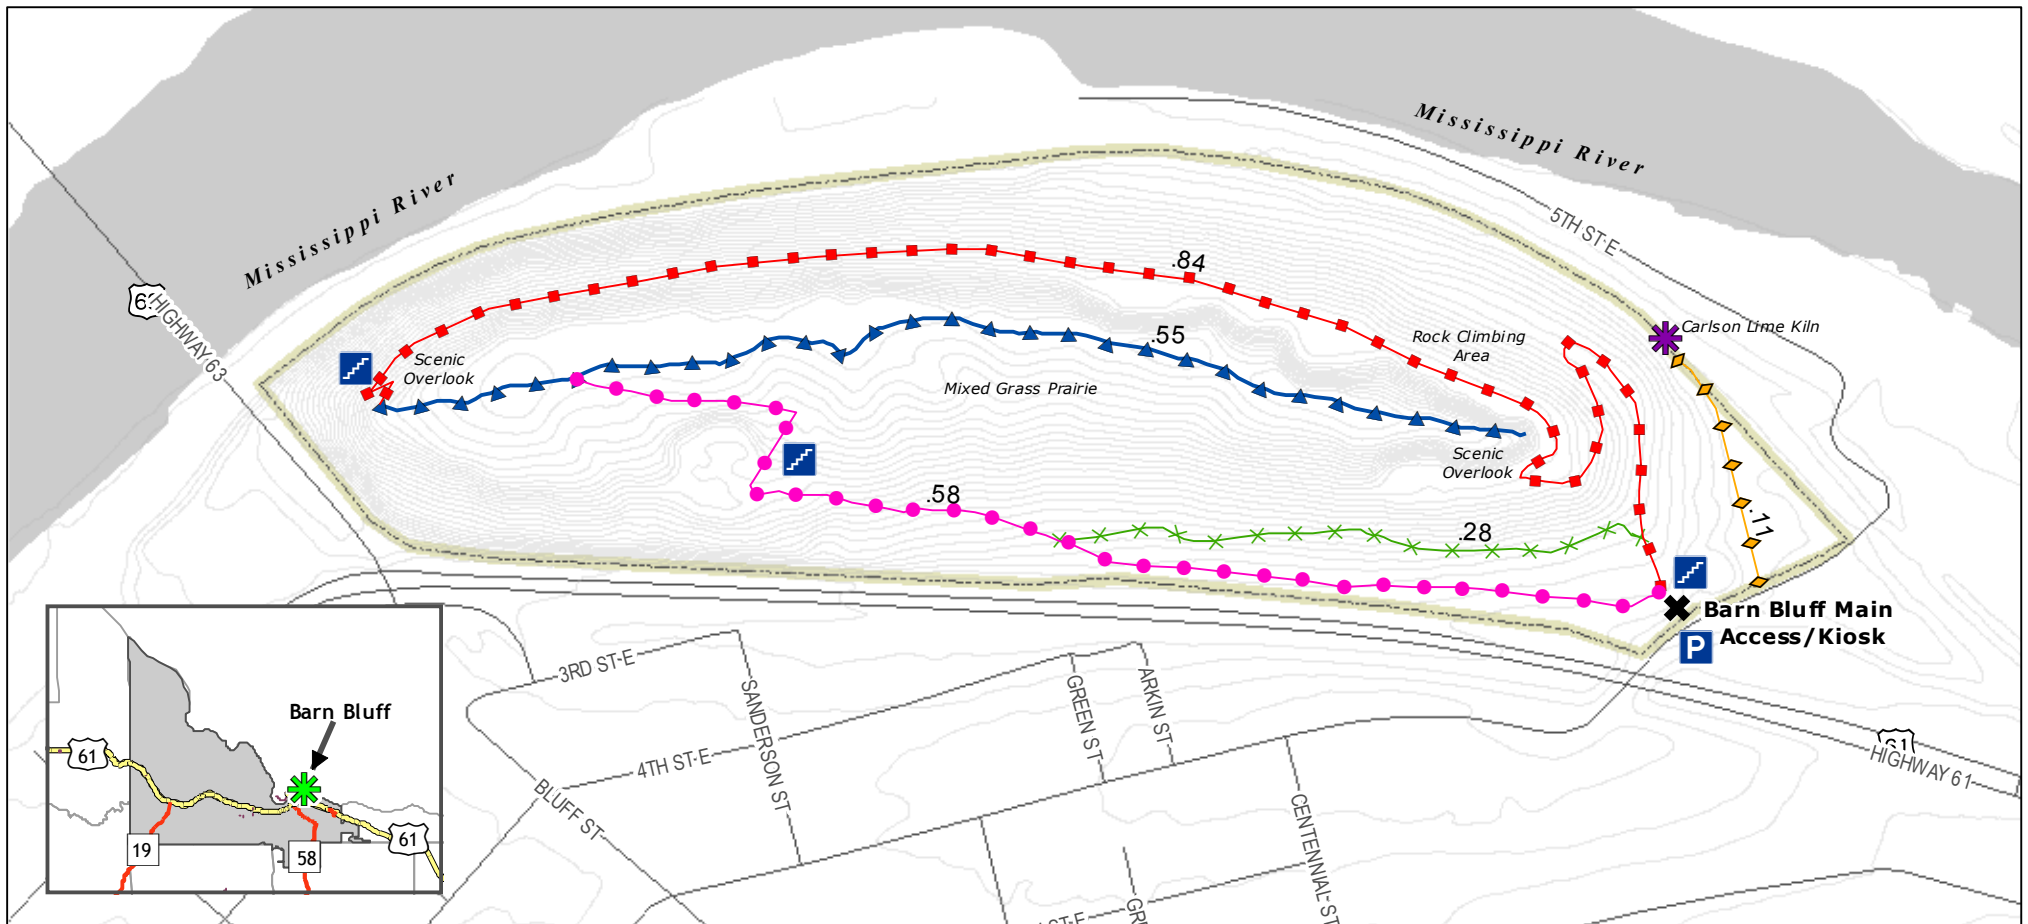 Mississippi River
Mississippi River
5TH ST-E
HIGHWAY 63
.84
Carlson Lime Kiln
.55
Rock Climbing
Area
Scenic
Overlook
Mixed Grass Prairie
Scenic
Overlook
.58
.28
.11
Barn Bluff Main
Access/Kiosk
P
3RD ST-E
SANDERSON ST
GREEN ST
ARKIN ST
4TH ST-E
BLUFF ST
CENTENNIAL ST
61
HIGHWAY 61
Barn Bluff
61
61
19
58